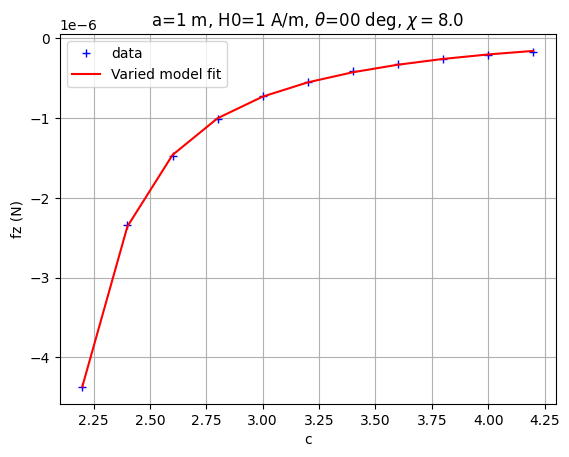 a=1 m, H0=1 A/m, θ=00 deg, χ = 8.0
1e−6
data
Varied model fit
0
−1
−2
−3
−4
fz (N)
2.25 2.50 2.75 3.00 3.25 3.50 3.75 4.00 4.25
c